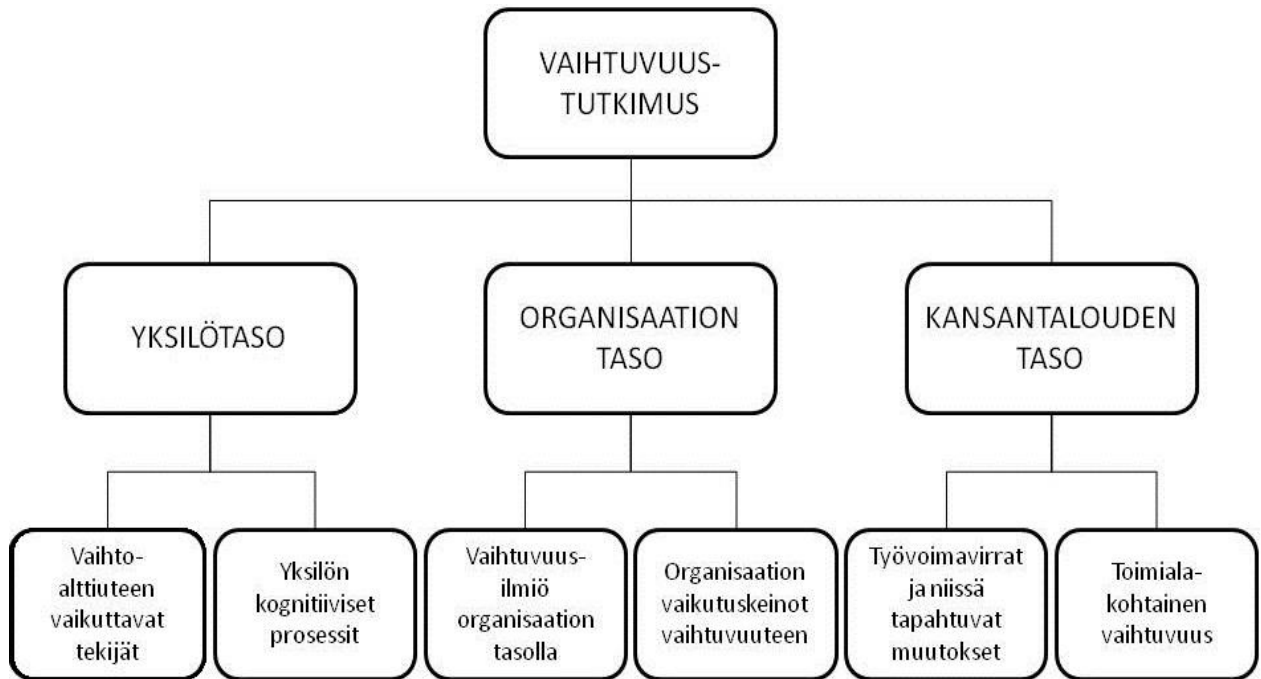 VAIHTUVUUS-
TUTKIMUS
YKSILÖTASO
ORGANISAATION
TASO
KANSANTALOUDEN
TASO
Vaihto-
alttiuteen
vaikuttavat
tekijät
Yksilön
kognitiiviset
prosessit
Vaihtuvuus-
ilmiö
organisaation
tasolla
Organisaation
vaikutuskeinot
vaihtuvuuteen
Työvoimavirrat
ja niissä
tapahtuvat
muutokset
Toimiala-
kohtainen
vaihtuvuus